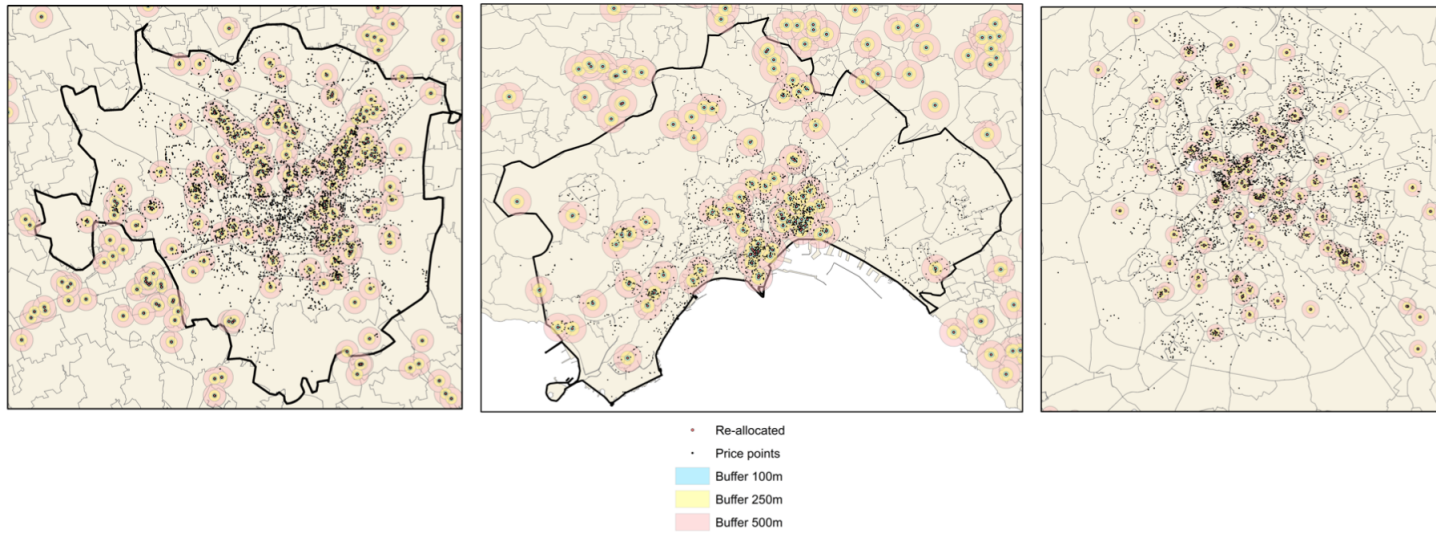 Re-allocated
Price points
Buffer 100m
Buffer 250m
Buffer 500m